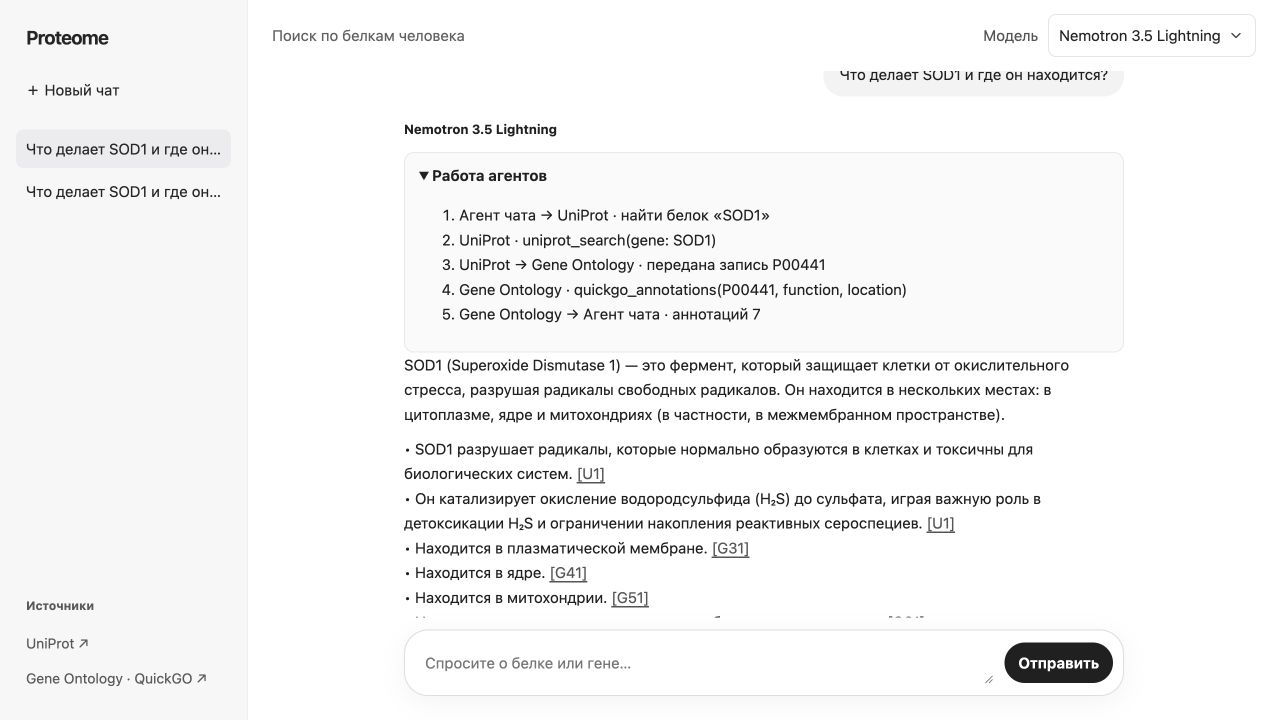 Proteome
+ Новый чат
Что делает SOD1 и где он...
Что делает SOD1 и где он...
Источники
UniProt ↗
Gene Ontology · QuickGO ↗
Поиск по белкам человека
Модель
Nemotron 3.5 Lightning
Что делает SOD1 и где он находится?
Nemotron 3.5 Lightning
▼ Работа агентов
1. Агент чата → UniProt · найти белок «SOD1»
2. UniProt · uniprot_search(gene: SOD1)
3. UniProt → Gene Ontology · передана запись P00441
4. Gene Ontology · quickgo_annotations(P00441, function, location)
5. Gene Ontology → Агент чата · аннотаций 7
SOD1 (Superoxide Dismutase 1) — это фермент, который защищает клетки от окислительного
стресса, разрушая радикалы свободных радикалов. Он находится в нескольких местах: в
цитоплазме, ядре и митохондриях (в частности, в межмембранном пространстве).
• SOD1 разрушает радикалы, которые нормально образуются в клетках и токсичны для
биологических систем. [U1]
• Он катализирует окисление водородсульфида (H₂S) до сульфата, играя важную роль в
детоксикации H₂S и ограничении накопления реактивных сероспециев. [U1]
• Находится в плазматической мембране. [G31]
• Находится в ядре. [G41]
• Находится в митохондрии. [G51]
Спросите о белке или гене...
Отправить